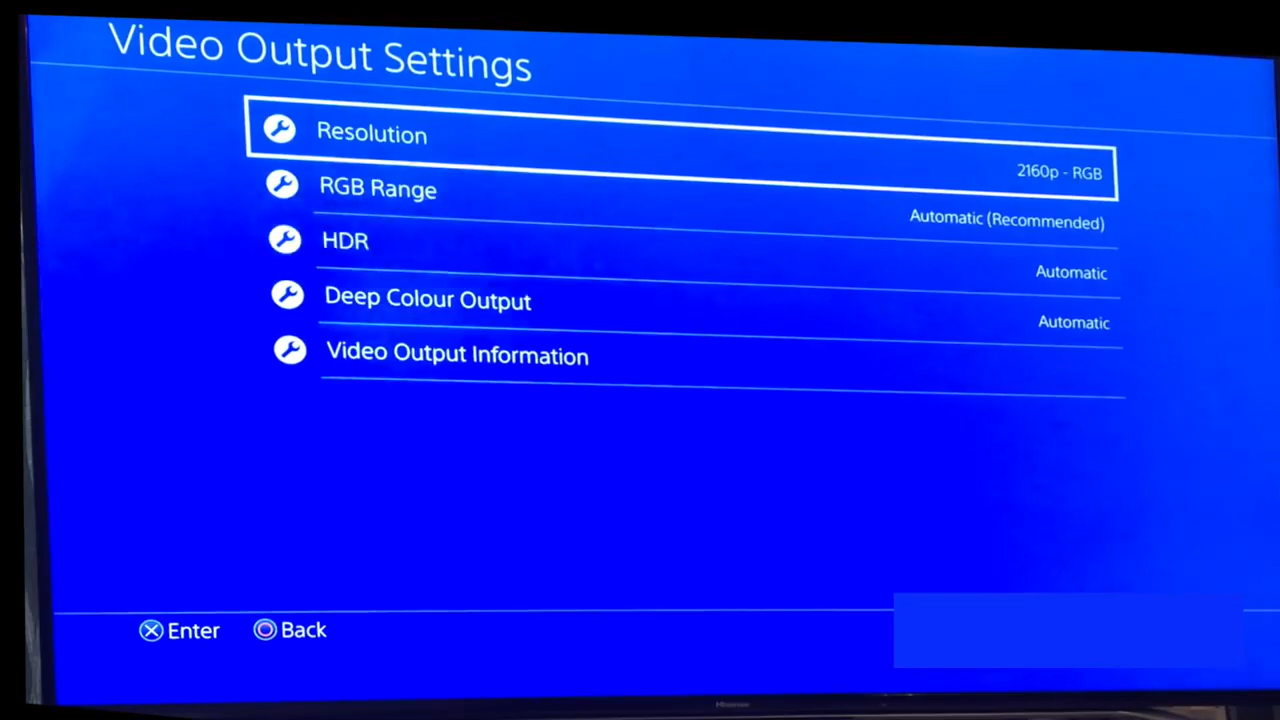 Video Output Settings
Resolution
2160p - RGB
RGB Range
Automatic (Recommended)
HDR
Automatic
Deep Colour Output
Automatic
Video Output Information
Enter
Back
Hisense